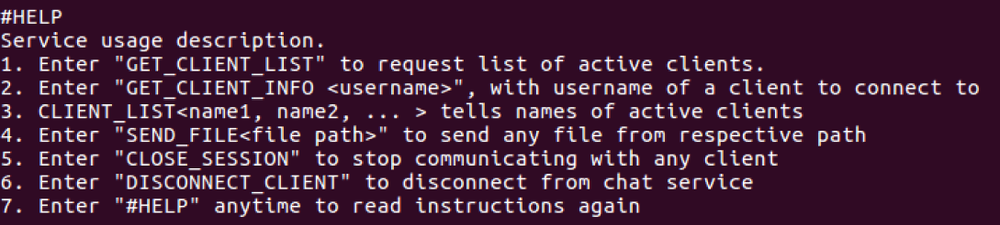 #HELP
Service usage description.
1. Enter "GET_CLIENT_LIST" to request list of active clients.
2. Enter "GET_CLIENT_INFO <username>", with username of a client to connect to
3. CLIENT_LIST<name1, name2, ... > tells names of active clients
4. Enter "SEND_FILE<file path>" to send any file from respective path
5. Enter "CLOSE_SESSION" to stop communicating with any client
6. Enter "DISCONNECT_CLIENT" to disconnect from chat service
7. Enter "#HELP" anytime to read instructions again